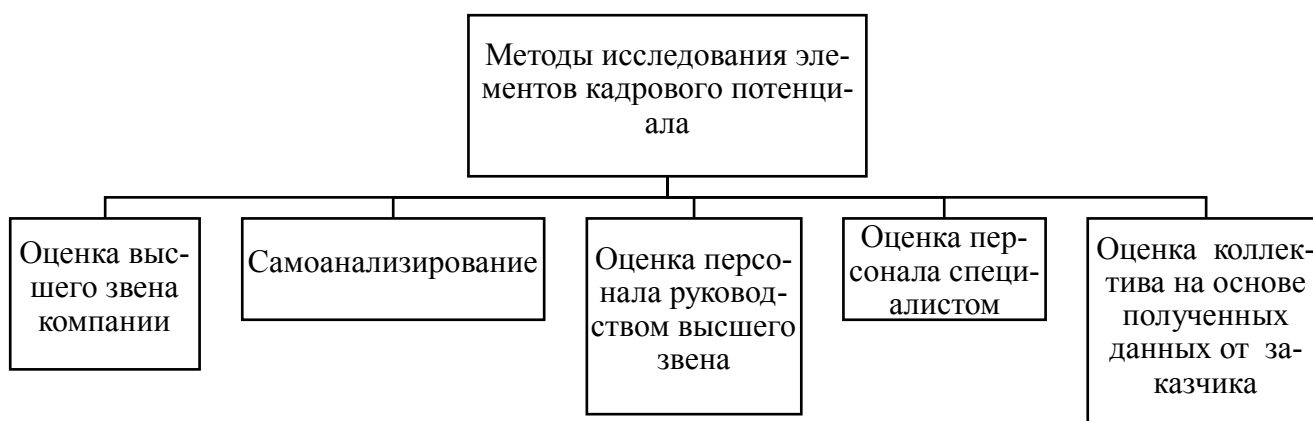 Методы исследования эле-
ментов кадрового потенци-
ала
Оценка выс-
шего звена
компании
Самоанализирование
Оценка персо-
нала руковод-
ством высшего
звена
Оценка пер-
сонала специ-
алистом
Оценка коллек-
тива на основе
полученных
данных от за-
казчика